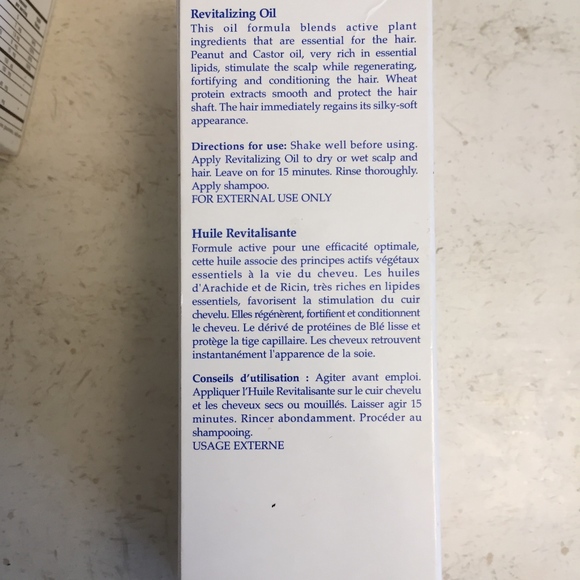 Revitalizing Oil
This oil formula blends active plant
ingredients that are essential for the hair.
Peanut and Castor oil, very rich in essential
lipids, stimulate the scalp while regenerating,
fortifying and conditioning the hair. Wheat
protein extracts smooth and protect the hair
shaft. The hair immediately regains its silky-soft
appearance.
Directions for use: Shake well before using.
Apply Revitalizing Oil to dry or wet scalp and
hair. Leave on for 15 minutes. Rinse thoroughly.
Apply shampoo.
FOR EXTERNAL USE ONLY
Huile Revitalisante
Formule active pour une efficacité optimale,
cette huile associe des principes actifs végétaux
essentiels à la vie du cheveu. Les huiles
d'Arachide et de Ricin, très riches en lipides
essentiels, favorisent la stimulation du cuir
chevelu. Elles régénèrent, fortifient et conditionnent
le cheveu. Le dérivé de protéines de Blé lisse et
protège la tige capillaire. Les cheveux retrouvent
instantanément l'apparence de la soie.
Conseils d'utilisation : Agiter avant emploi.
Appliquer l'Huile Revitalisante sur le cuir chevelu
et les cheveux secs ou mouillés. Laisser agir 15
minutes. Rincer abondamment. Procéder au
shampooing.
USAGE EXTERNE